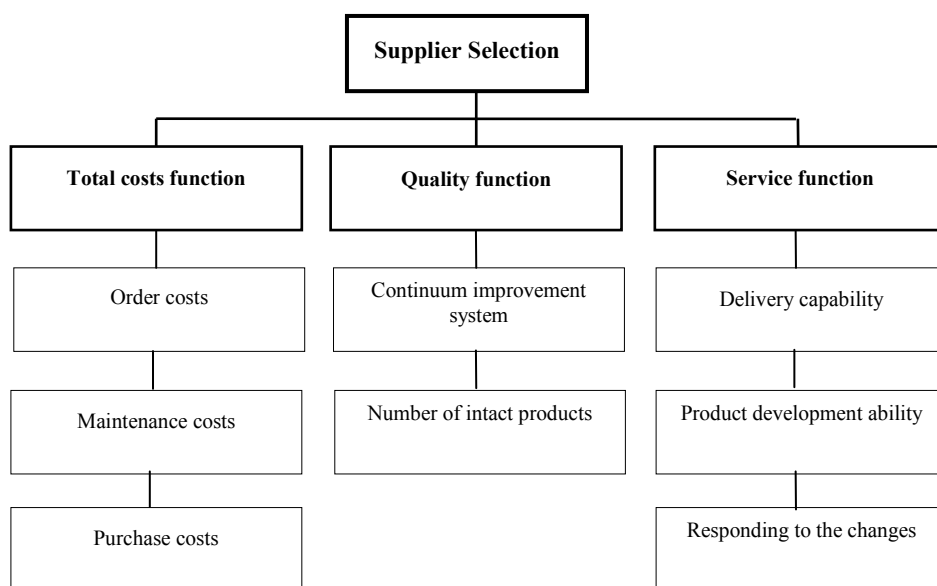 Supplier Selection
Total costs function
Quality function
Service function
Order costs
Continuum improvement
system
Delivery capability
Maintenance costs
Number of intact products
Product development ability
Purchase costs
Responding to the changes